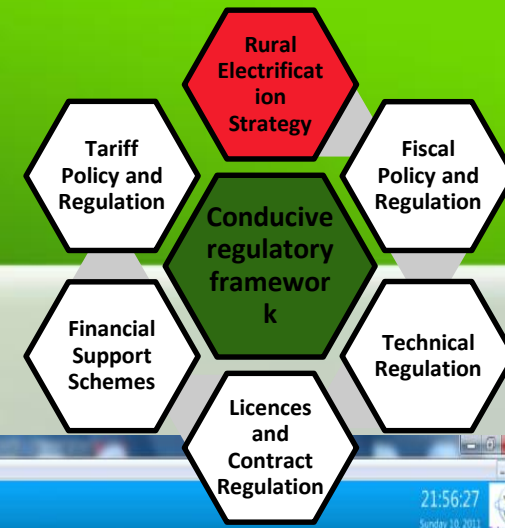 Rural
Electrificat
ion
Strategy
Tariff
Policy and
Regulation
Fiscal
Policy and
Regulation
Conducive
regulatory
framewor
k
Financial
Support
Schemes
Technical
Regulation
Licences
and
Contract
Regulation
21:56:27
Sunday 10, 2011